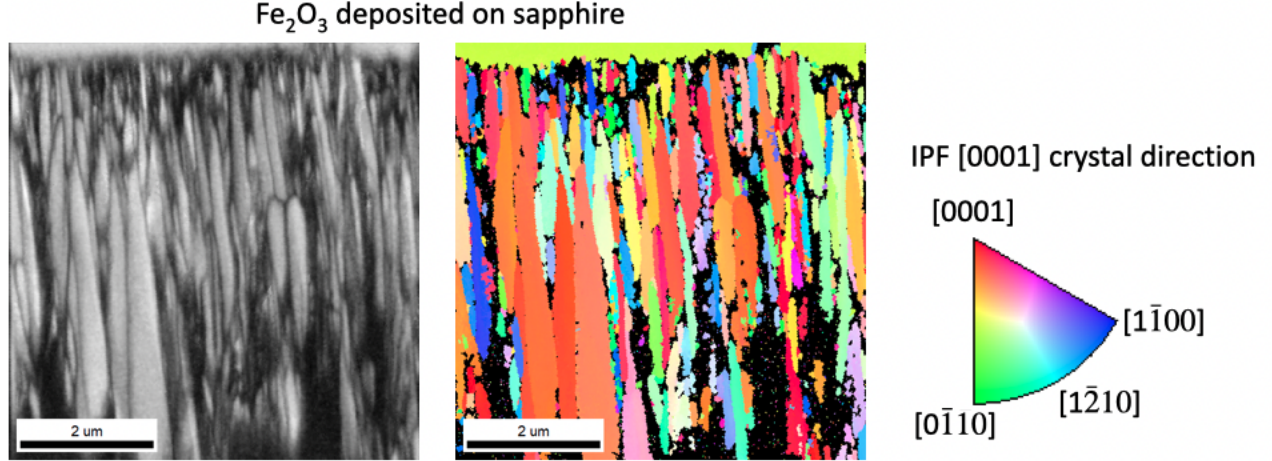 Fe₂O₃ deposited on sapphire
2 um
2 um
IPF [0001] crystal direction
[0001]
[11̅00]
[12̅10]
[01̅10]